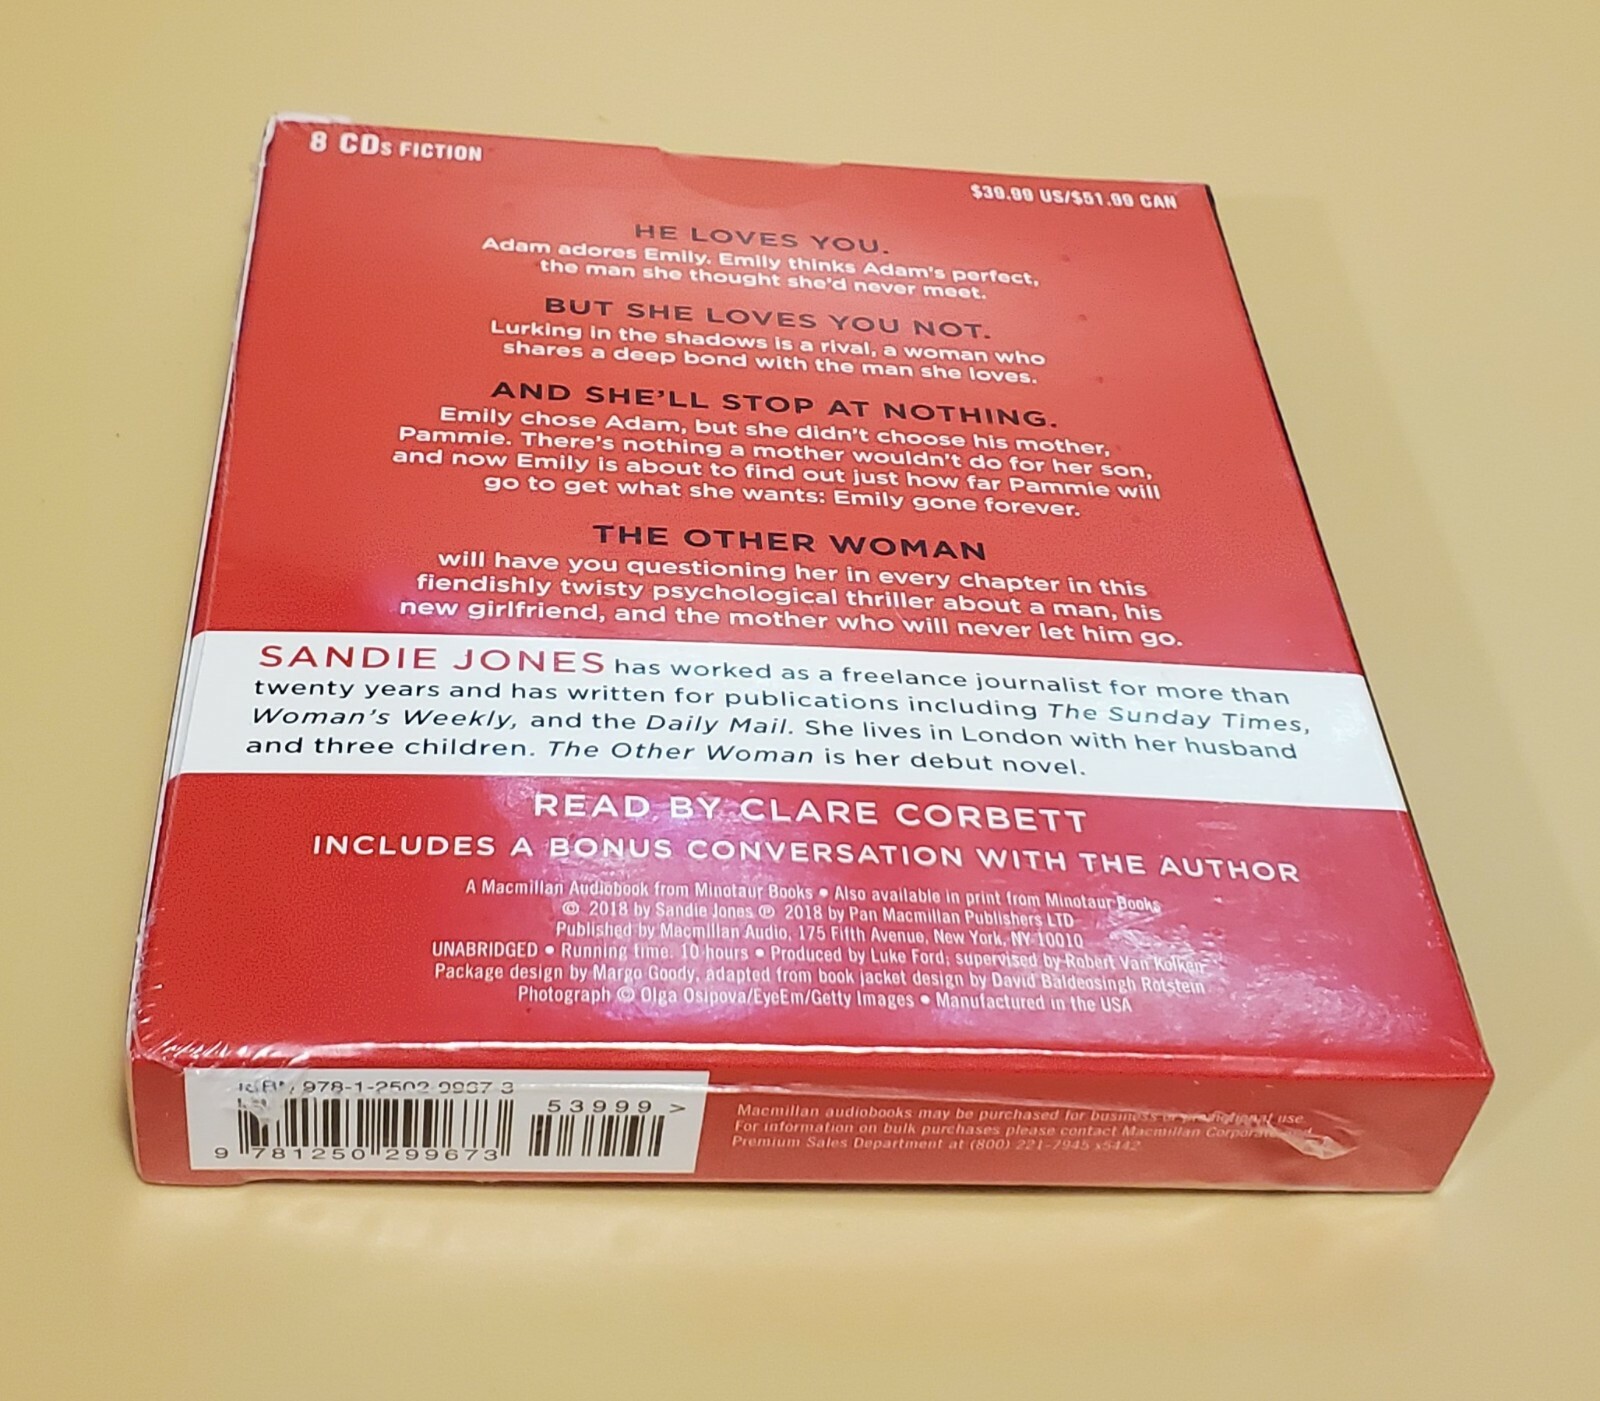 8 CDs FICTION
$39.99 US/$51.99 CAN
HE LOVES YOU.
Adam adores Emily. Emily thinks Adam's perfect,
the man she thought she'd never meet.
BUT SHE LOVES YOU NOT.
Lurking in the shadows is a rival, a woman who
shares a deep bond with the man she loves.
AND SHE'LL STOP AT NOTHING.
Emily chose Adam, but she didn't choose his mother,
Pammie. There's nothing a mother wouldn't do for her son,
and now Emily is about to find out just how far Pammie will
go to get what she wants: Emily gone forever.
THE OTHER WOMAN
will have you questioning her in every chapter in this
fiendishly twisty psychological thriller about a man, his
new girlfriend, and the mother who will never let him go.
SANDIE JONES has worked as a freelance journalist for more than
twenty years and has written for publications including The Sunday Times,
Woman's Weekly, and the Daily Mail. She lives in London with her husband
and three children. The Other Woman is her debut novel.
READ BY CLARE CORBETT
INCLUDES A BONUS CONVERSATION WITH THE AUTHOR
A Macmillan Audiobook from Minotaur Books • Also available in print from Minotaur Books
© 2018 by Sandie Jones ℗ 2018 by Pan Macmillan Publishers LTD
Published by Macmillan Audio, 175 Fifth Avenue, New York, NY 10010
UNABRIDGED • Running time: 10 hours • Produced by Luke Ford; supervised by Robert Van Kolken
Package design by Margo Goody, adapted from book jacket design by David Baldeosingh Rotstein
Photograph © Olga Osipova/EyeEm/Getty Images • Manufactured in the USA
53999 >
9 781250 299673
Macmillan audiobooks may be purchased for business or promotional use.
For information on bulk purchases please contact Macmillan Corporate and
Premium Sales Department at (800) 221-7945 x5442.